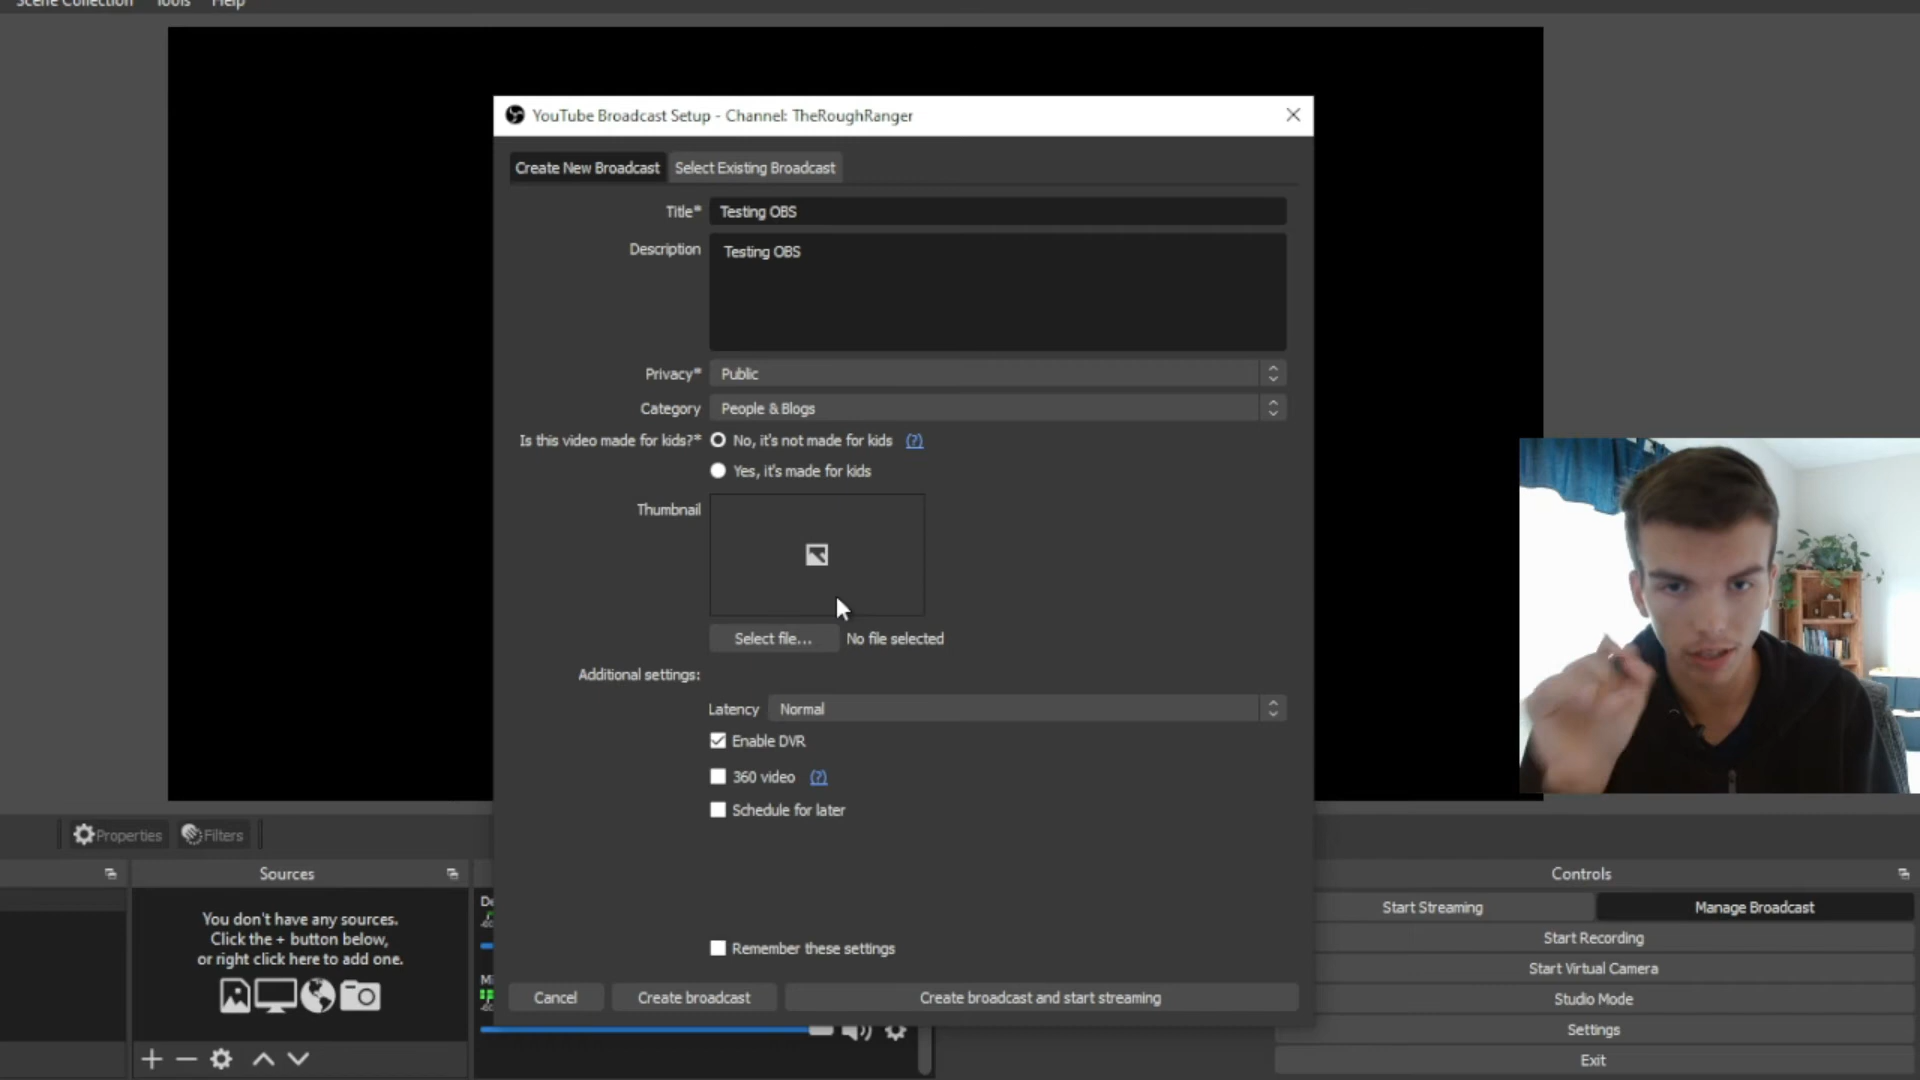 Scene Collection Tools Help
YouTube Broadcast Setup - Channel: TheRoughRanger
Create New Broadcast Select Existing Broadcast
Title* Testing OBS
Description Testing OBS
Privacy* Public
Category People & Blogs
Is this video made for kids?* No, it's not made for kids (?)
Yes, it's made for kids
Thumbnail
Select file... No file selected
Additional settings:
Latency Normal
Enable DVR
360 video (?)
Schedule for later
Remember these settings
Cancel Create broadcast Create broadcast and start streaming
Properties Filters
Sources
You don't have any sources.
Click the + button below,
or right click here to add one.
Controls
Start Streaming Manage Broadcast
Start Recording
Start Virtual Camera
Studio Mode
Settings
Exit